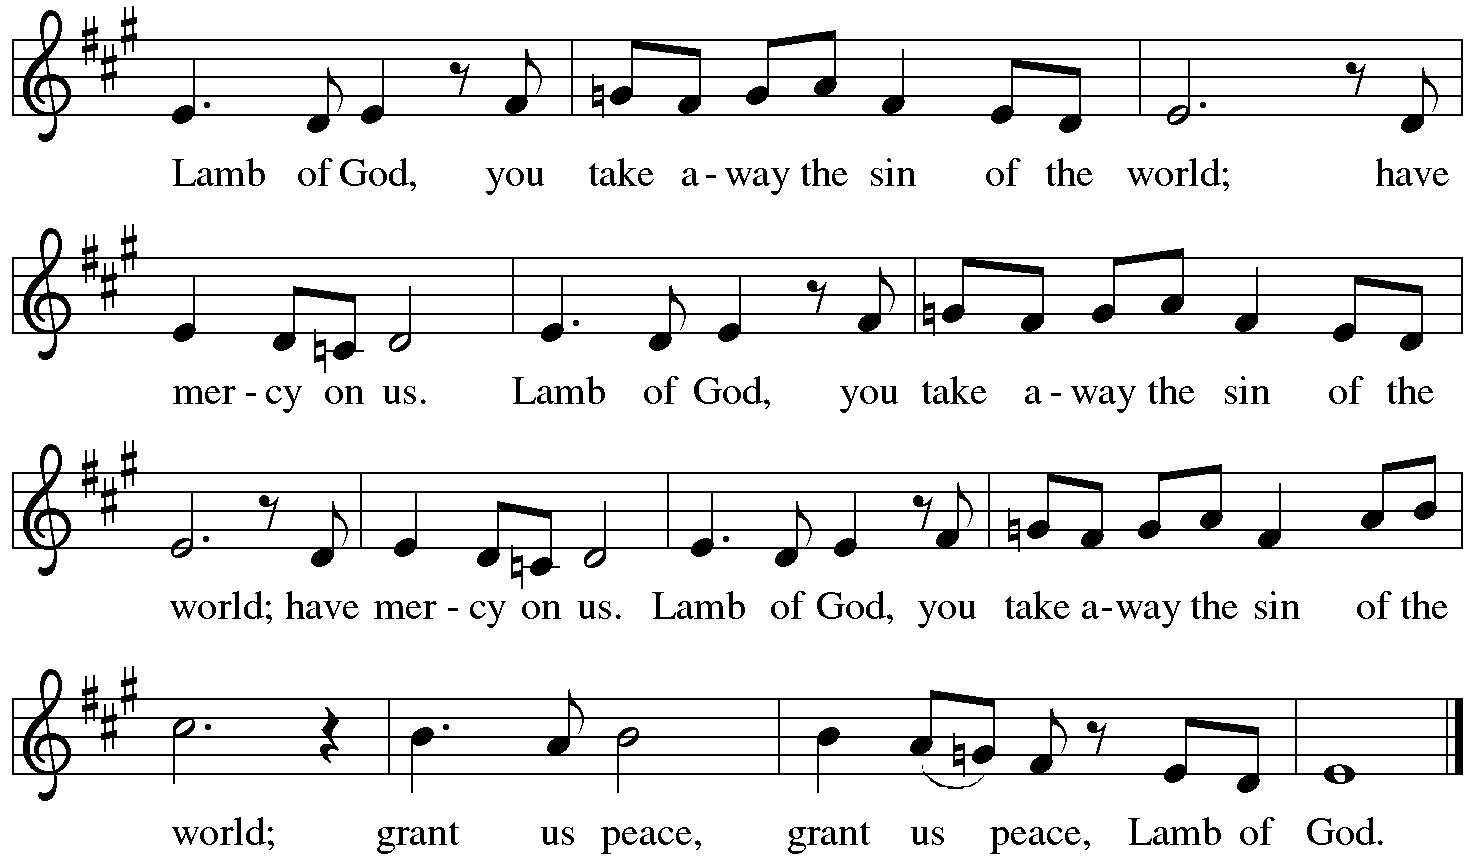 Lamb of God, you take a - way the sin of the world; have
mer - cy on us. Lamb of God, you take a - way the sin of the
world; have mer - cy on us. Lamb of God, you take a - way the sin of the
world; grant us peace, grant us peace, Lamb of God.